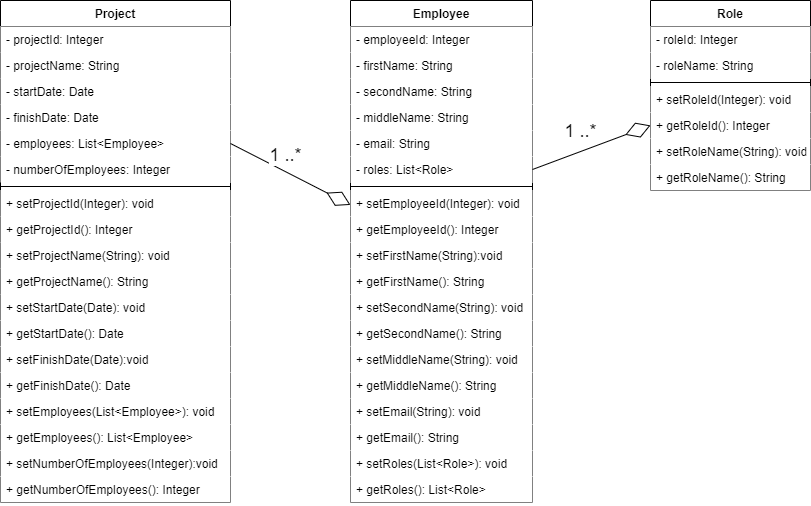 Project
- projectId: Integer
- projectName: String
- startDate: Date
- finishDate: Date
- employees: List<Employee>
- numberOfEmployees: Integer
+ setProjectId(Integer): void
+ getProjectId(): Integer
+ setProjectName(String): void
+ getProjectName(): String
+ setStartDate(Date): void
+ getStartDate(): Date
+ setFinishDate(Date):void
+ getFinishDate(): Date
+ setEmployees(List<Employee>): void
+ getEmployees(): List<Employee>
+ setNumberOfEmployees(Integer):void
+ getNumberOfEmployees(): Integer
1 ..*
Employee
- employeeId: Integer
- firstName: String
- secondName: String
- middleName: String
- email: String
- roles: List<Role>
+ setEmployeeId(Integer): void
+ getEmployeeId(): Integer
+ setFirstName(String):void
+ getFirstName(): String
+ setSecondName(String): void
+ getSecondName(): String
+ setMiddleName(String): void
+ getMiddleName(): String
+ setEmail(String): void
+ getEmail(): String
+ setRoles(List<Role>): void
+ getRoles(): List<Role>
1 ..*
Role
- roleId: Integer
- roleName: String
+ setRoleId(Integer): void
+ getRoleId(): Integer
+ setRoleName(String): void
+ getRoleName(): String